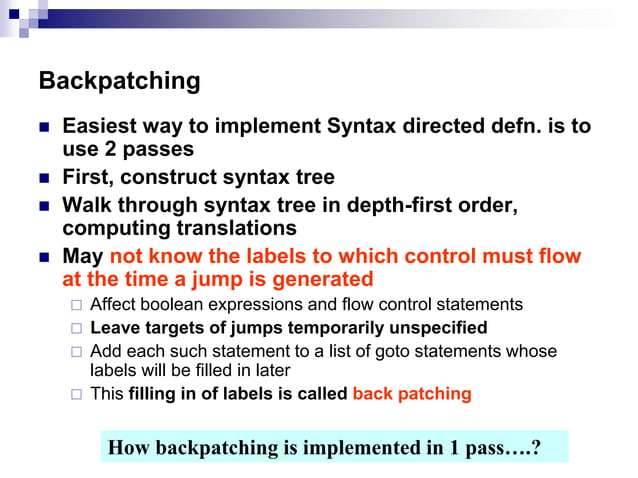 Backpatching
Easiest way to implement Syntax directed defn. is to
use 2 passes
First, construct syntax tree
Walk through syntax tree in depth-first order,
computing translations
May not know the labels to which control must flow
at the time a jump is generated
Affect boolean expressions and flow control statements
Leave targets of jumps temporarily unspecified
Add each such statement to a list of goto statements whose
labels will be filled in later
This filling in of labels is called back patching
How backpatching is implemented in 1 pass….?